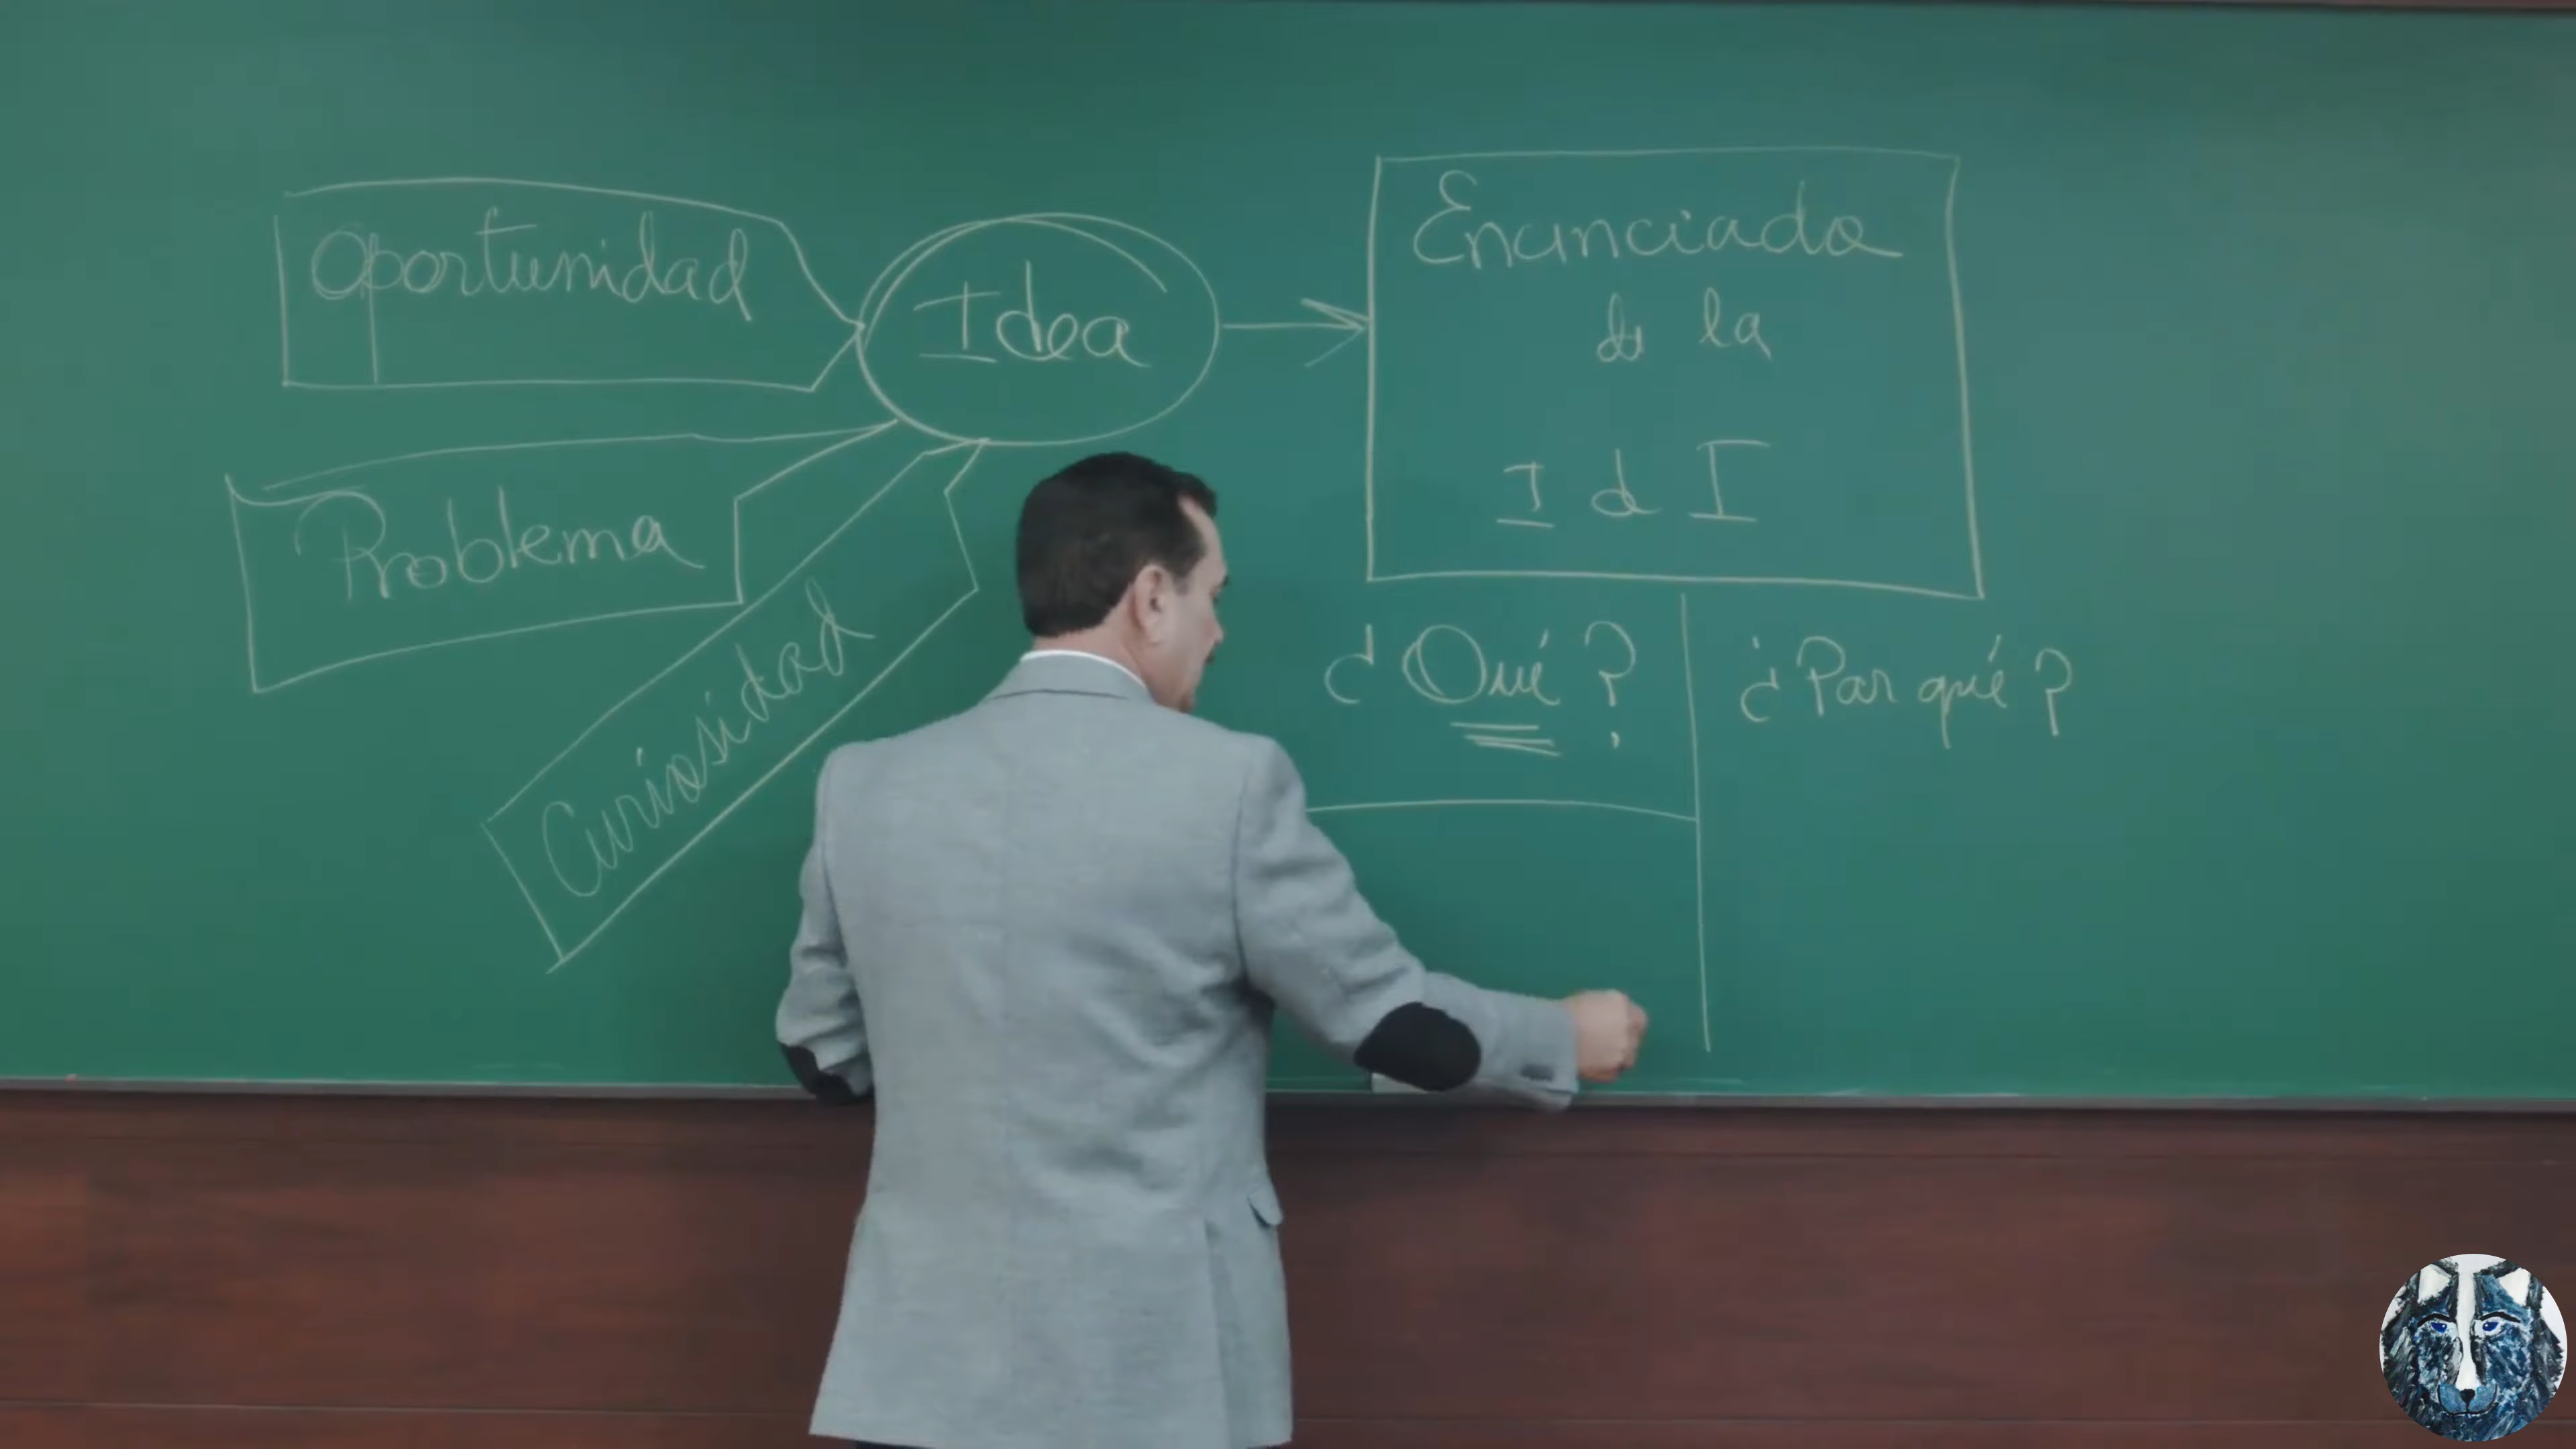 Oportunidad
Problema
Curiosidad
Idea
Enunciado
de la
I d I
¿Qué?
¿Por qué?